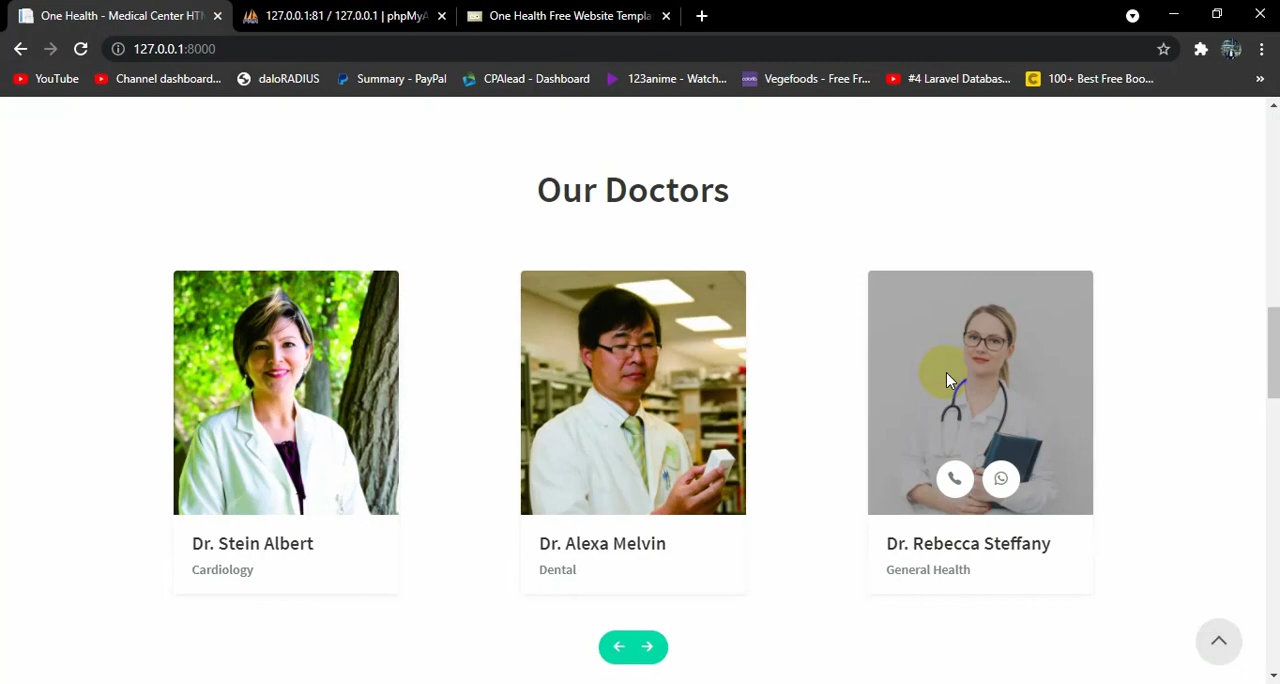 One Health - Medical Center HTM
127.0.0.1:81 / 127.0.0.1 | phpMyA
One Health Free Website Templa
127.0.0.1:8000
YouTube
Channel dashboard...
daloRADIUS
Summary - PayPal
CPAlead - Dashboard
123anime - Watch...
Vegefoods - Free Fr...
#4 Laravel Databas...
100+ Best Free Boo...
»
Our Doctors
Dr. Stein Albert
Cardiology
Dr. Alexa Melvin
Dental
Dr. Rebecca Steffany
General Health